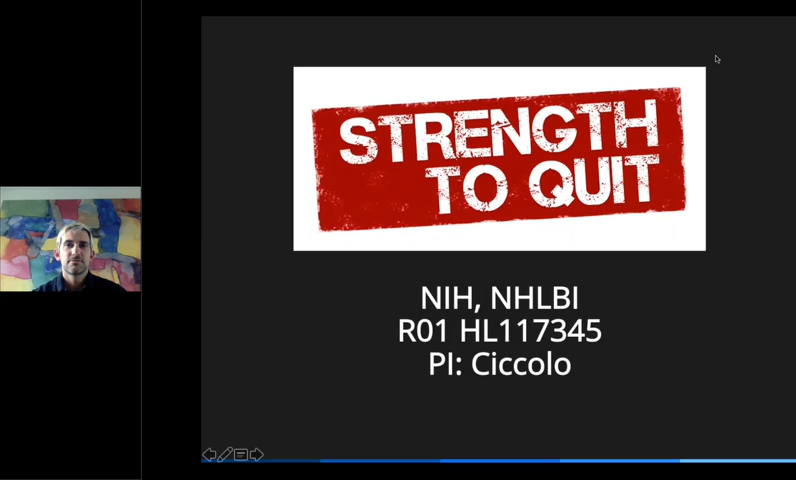 STRENGTH
TO QUIT
NIH, NHLBI
R01 HL117345
PI: Ciccolo